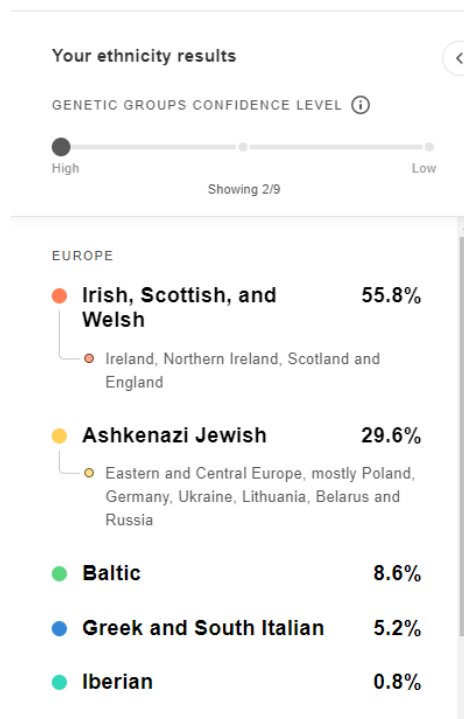 Your ethnicity results
GENETIC GROUPS CONFIDENCE LEVEL
High
Low
Showing 2/9
EUROPE
Irish, Scottish, and 55.8%
Welsh
Ireland, Northern Ireland, Scotland and
England
Ashkenazi Jewish 29.6%
Eastern and Central Europe, mostly Poland,
Germany, Ukraine, Lithuania, Belarus and
Russia
Baltic 8.6%
Greek and South Italian 5.2%
Iberian 0.8%